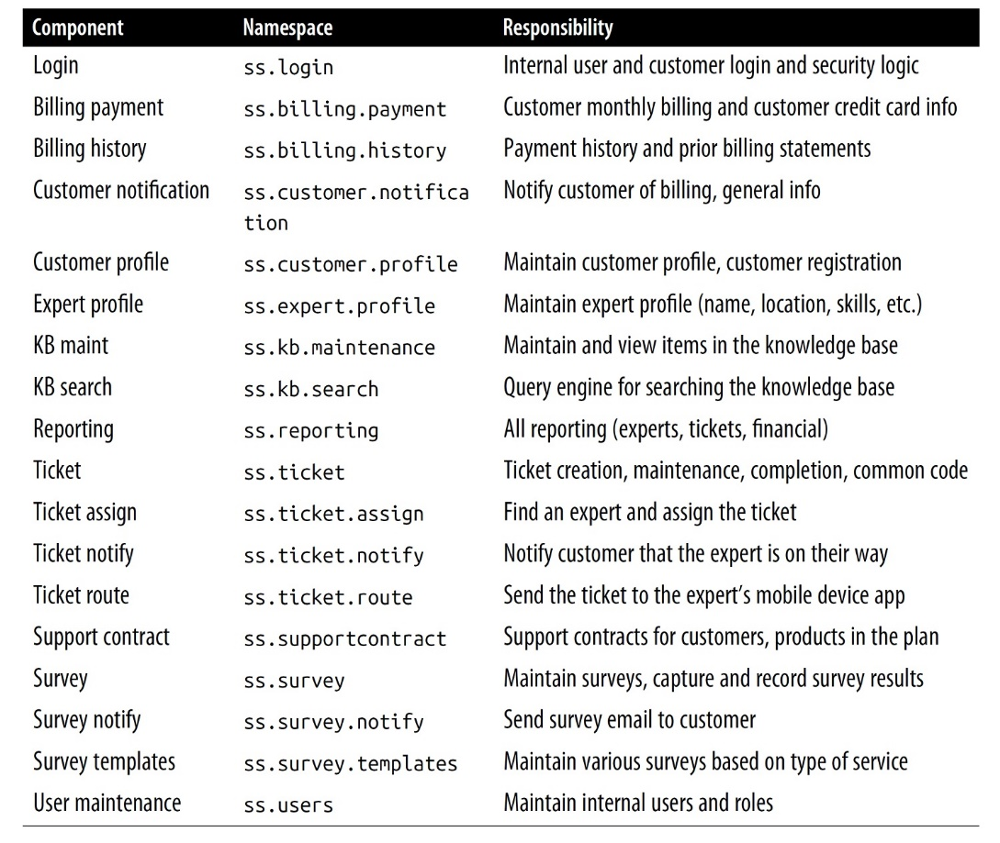 Component Namespace Responsibility
Login ss.login Internal user and customer login and security logic
Billing payment ss.billing.payment Customer monthly billing and customer credit card info
Billing history ss.billing.history Payment history and prior billing statements
Customer notification ss.customer.notifica Notify customer of billing, general info
tion
Customer profile ss.customer.profile Maintain customer profile, customer registration
Expert profile ss.expert.profile Maintain expert profile (name, location, skills, etc.)
KB maint ss.kb.maintenance Maintain and view items in the knowledge base
KB search ss.kb.search Query engine for searching the knowledge base
Reporting ss.reporting All reporting (experts, tickets, financial)
Ticket ss.ticket Ticket creation, maintenance, completion, common code
Ticket assign ss.ticket.assign Find an expert and assign the ticket
Ticket notify ss.ticket.notify Notify customer that the expert is on their way
Ticket route ss.ticket.route Send the ticket to the expert’s mobile device app
Support contract ss.supportcontract Support contracts for customers, products in the plan
Survey ss.survey Maintain surveys, capture and record survey results
Survey notify ss.survey.notify Send survey email to customer
Survey templates ss.survey.templates Maintain various surveys based on type of service
User maintenance ss.users Maintain internal users and roles